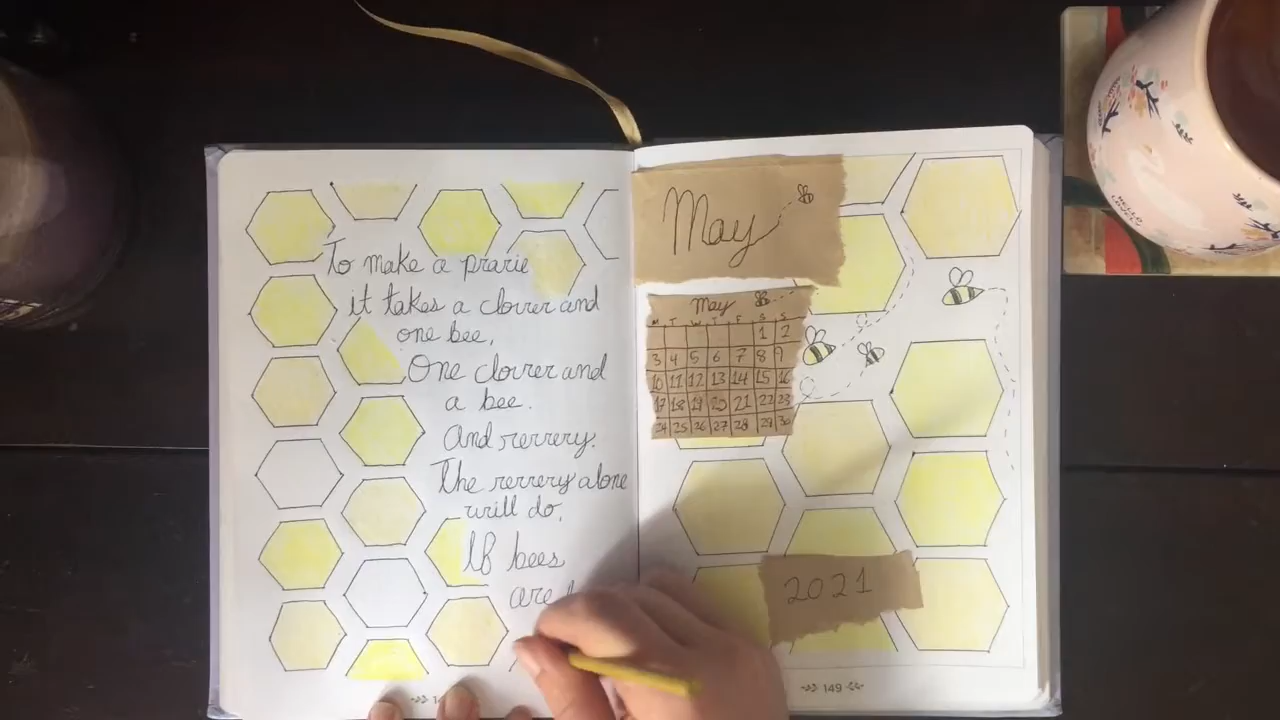 To make a prarie
it takes a clover and
one bee,
One clover and
a bee.
And revery.
The revery alone
will do,
If bees
are
May
May
M T W T F S S
1 2
3 4 5 6 7 8 9
10 11 12 13 14 15 16
17 18 19 20 21 22 23
24 25 26 27 28 29 30
2021
149